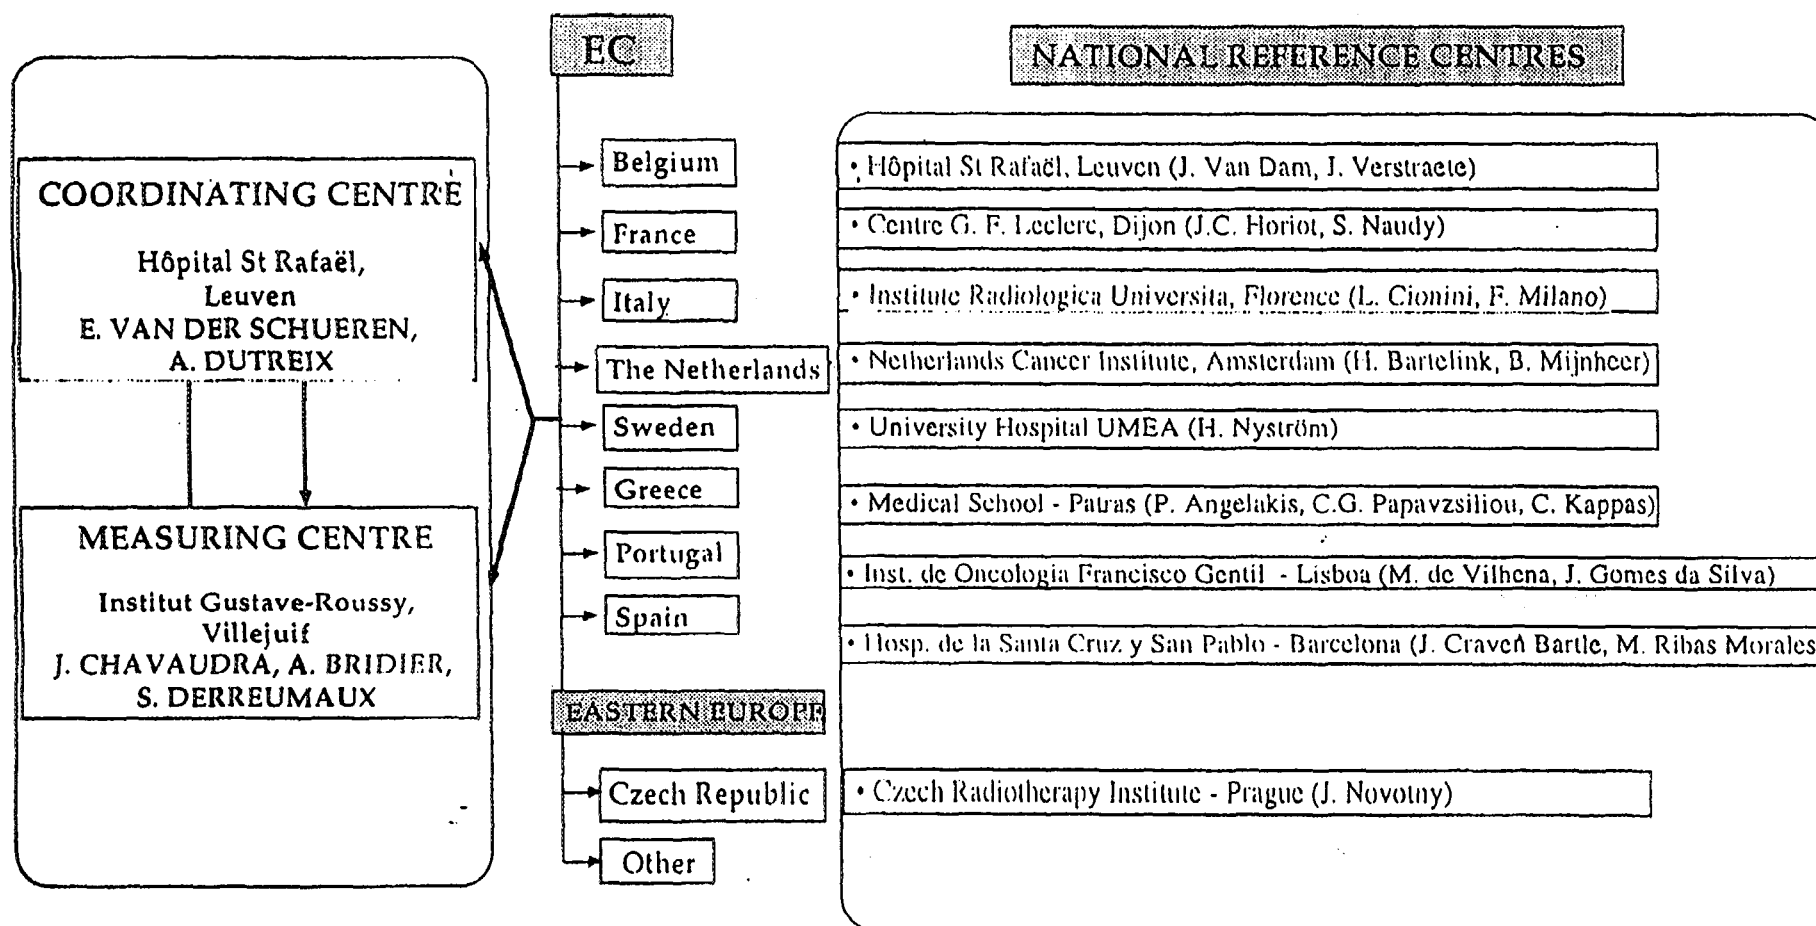 EC
NATIONAL REFERENCE CENTRES
COORDINATING CENTRE
Hôpital St Rafaël,
Leuven
E. VAN DER SCHUEREN,
A. DUTREIX
MEASURING CENTRE
Institut Gustave-Roussy,
Villejuif
J. CHAVAUDRA, A. BRIDIER,
S. DERREUMAUX
Belgium
• Hôpital St Rafaël, Leuven (J. Van Dam, J. Verstraete)
France
• Centre G. F. Leclerc, Dijon (J.C. Horiot, S. Naudy)
Italy
• Institute Radiologica Universita, Florence (L. Cionini, F. Milano)
The Netherlands
• Netherlands Cancer Institute, Amsterdam (H. Bartelink, B. Mijnheer)
Sweden
• University Hospital UMEA (H. Nyström)
Greece
• Medical School - Patras (P. Angelakis, C.G. Papavzsiliou, C. Kappas)
Portugal
• Inst. de Oncologia Francisco Gentil - Lisboa (M. de Vilhena, J. Gomes da Silva)
Spain
• Hosp. de la Santa Cruz y San Pablo - Barcelona (J. Craven Bartle, M. Ribas Morales
EASTERN EUROPE
Czech Republic
• Czech Radiotherapy Institute - Prague (J. Novotny)
Other